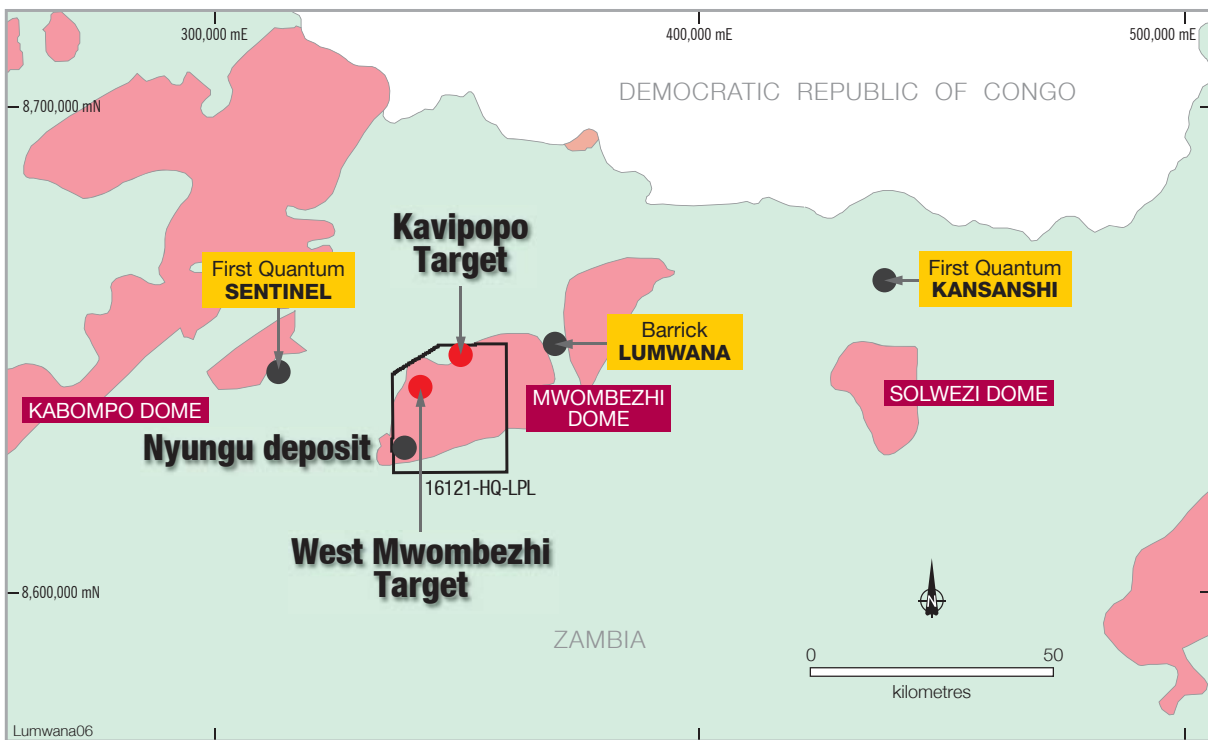 300,000 mE
400,000 mE
500,000 mE
DEMOCRATIC REPUBLIC OF CONGO
8,700,000 mN
Kavipopo
Target
First Quantum
SENTINEL
First Quantum
KANSANSHI
Barrick
LUMWANA
KABOMPO DOME
MWOMBEZHI
DOME
SOLWEZI DOME
Nyungu deposit
16121-HQ-LPL
West Mwombezhi
Target
8,600,000 mN
N
ZAMBIA
0 50
kilometres
Lumwana06